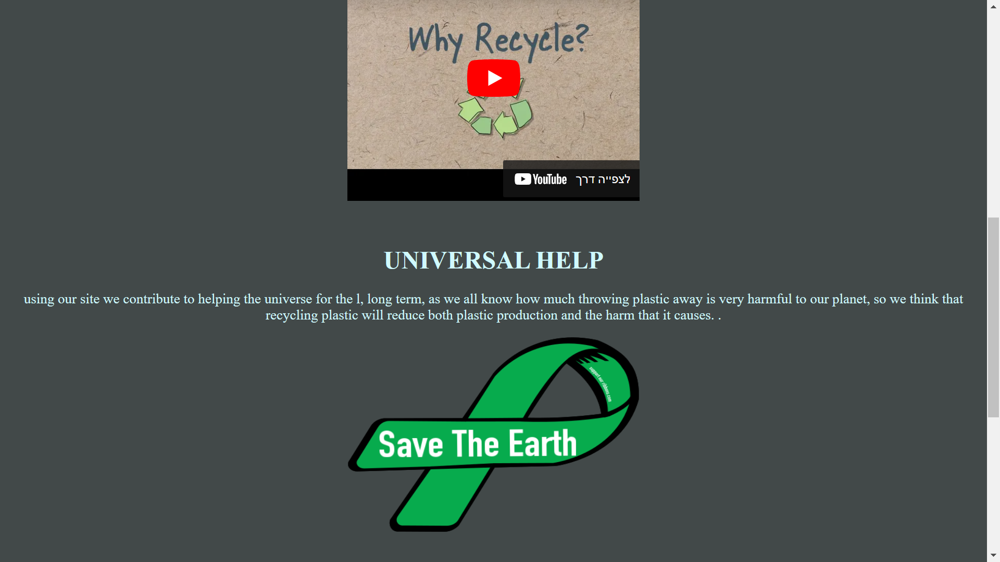 Why Recycle?
לצפייה דרך YouTube
UNIVERSAL HELP
using our site we contribute to helping the universe for the l, long term, as we all know how much throwing plastic away is very harmful to our planet, so we think that
recycling plastic will reduce both plastic production and the harm that it causes. .
support our ribbons.com
Save The Earth